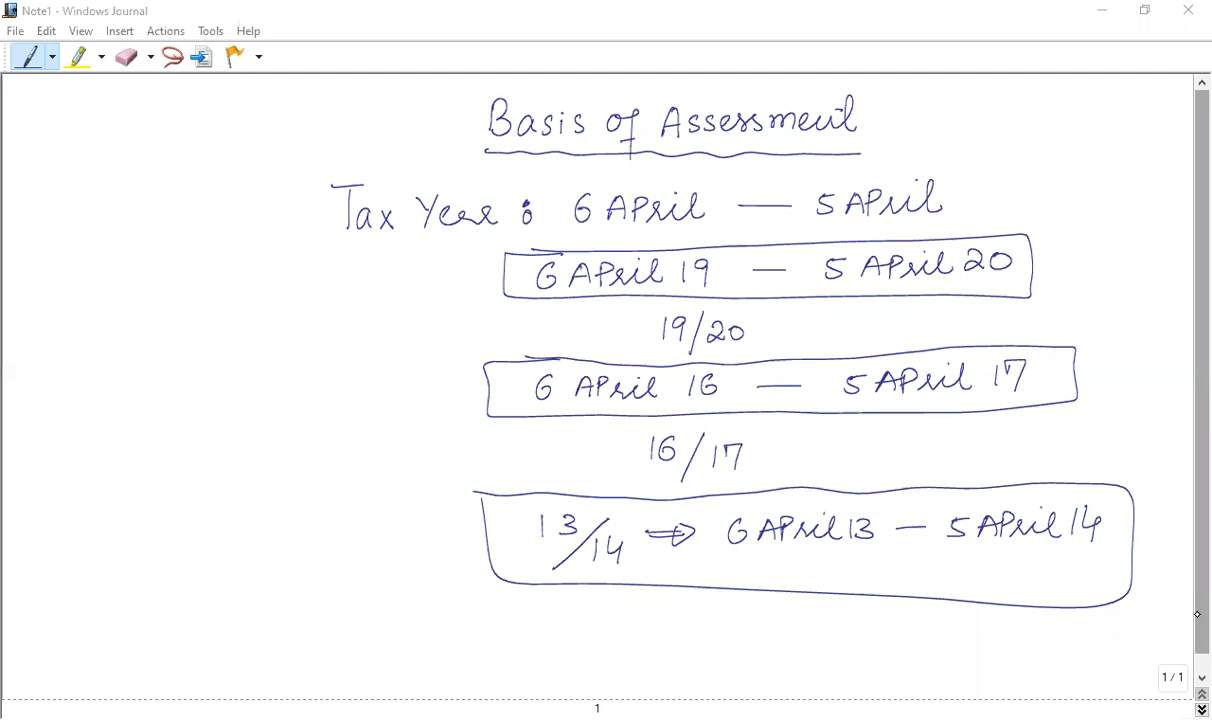 Note1 - Windows Journal
File Edit View Insert Actions Tools Help
Basis of Assessment
Tax Year : 6 April — 5 April
6 April 19 — 5 April 20
19/20
6 April 16 — 5 April 17
16/17
13/14 ⇒ 6 April 13 — 5 April 14
1 / 1
1